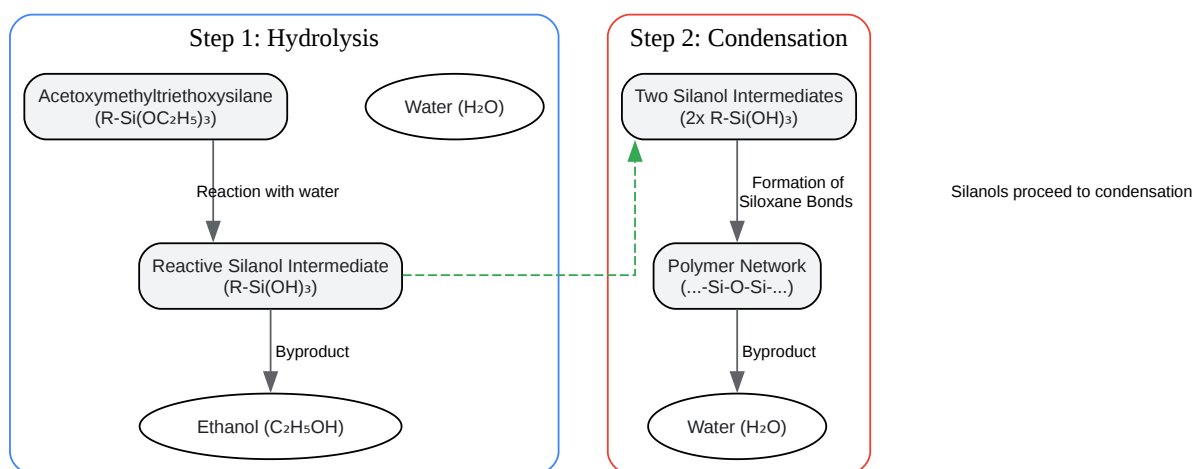 Step 1: Hydrolysis
Acetoxymethyltriethoxysilane
(R-Si(OC₂H₅)₃)
Water (H₂O)
Reaction with water
Reactive Silanol Intermediate
(R-Si(OH)₃)
Byproduct
Ethanol (C₂H₅OH)
Step 2: Condensation
Two Silanol Intermediates
(2x R-Si(OH)₃)
Formation of
Siloxane Bonds
Polymer Network
(...-Si-O-Si-...)
Byproduct
Water (H₂O)
Silanols proceed to condensation